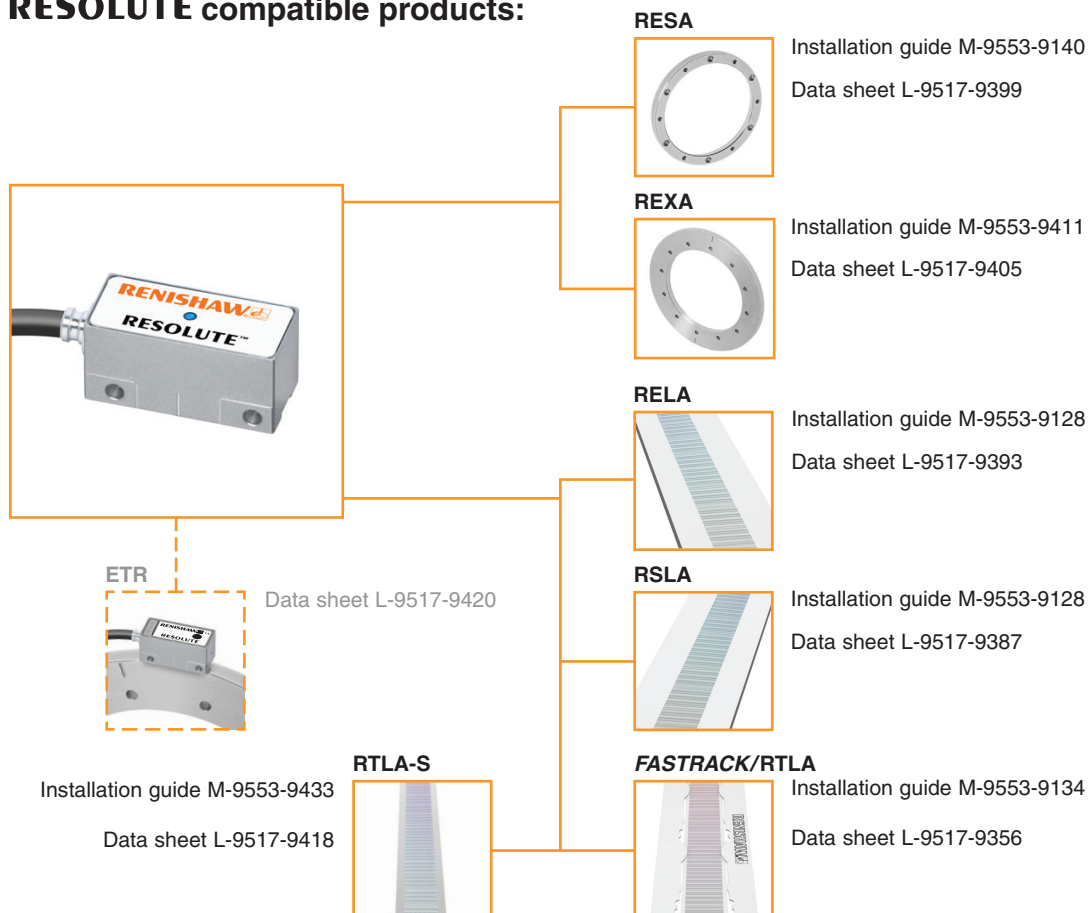 RESOLUTE compatible products:
RESA
Installation guide M-9553-9140
Data sheet L-9517-9399
REXA
Installation guide M-9553-9411
Data sheet L-9517-9405
RENISHAW
RESOLUTE™
RELA
Installation guide M-9553-9128
Data sheet L-9517-9393
ETR
Data sheet L-9517-9420
RENISHAW
RESOLUTE
RSLA
Installation guide M-9553-9128
Data sheet L-9517-9387
RTLA-S
Installation guide M-9553-9433
Data sheet L-9517-9418
FASTRACK/RTLA
Installation guide M-9553-9134
Data sheet L-9517-9356
RENISHAW